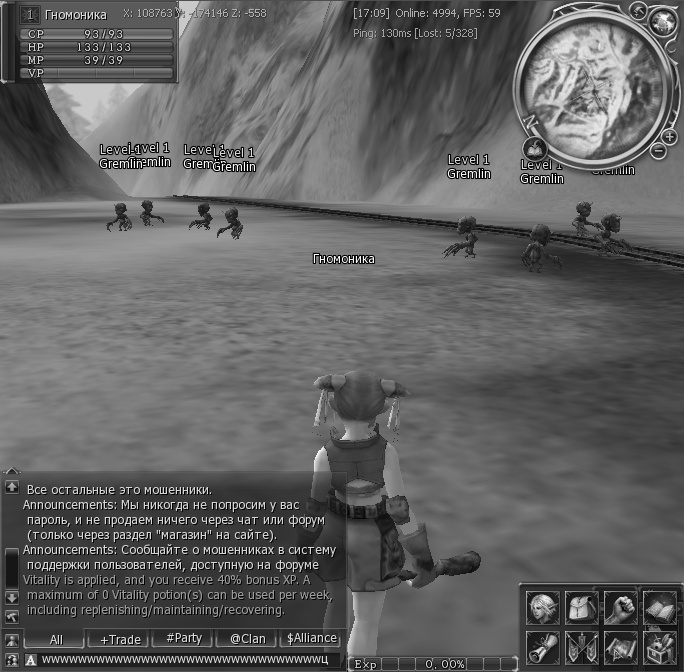 1 Гномоника
X: 108763 Y: -174146 Z: -558
[17:09] Online: 4994, FPS: 59
Ping: 130ms [Lost: 5/328]
CP 93/93
HP 133/133
MP 39/39
VP
N
Level 1
Gremlin
Level 1
Gremlin
Level 1
Gremlin
Level 1
Gremlin
Level 1
Gremlin
Level 1
Gremlin
Gremlin
Гномоника
Все остальные это мошенники.
Announcements: Мы никогда не попросим у вас
пароль, и не продаем ничего через чат или форум
(только через раздел "магазин" на сайте).
Announcements: Сообщайте о мошенниках в систему
поддержки пользователей, доступную на форуме
Vitality is applied, and you receive 40% bonus XP. A
maximum of 0 Vitality potion(s) can be used per week,
including replenishing/maintaining/recovering.
All +Trade #Party @Clan $Alliance
A
Exp 0.00%